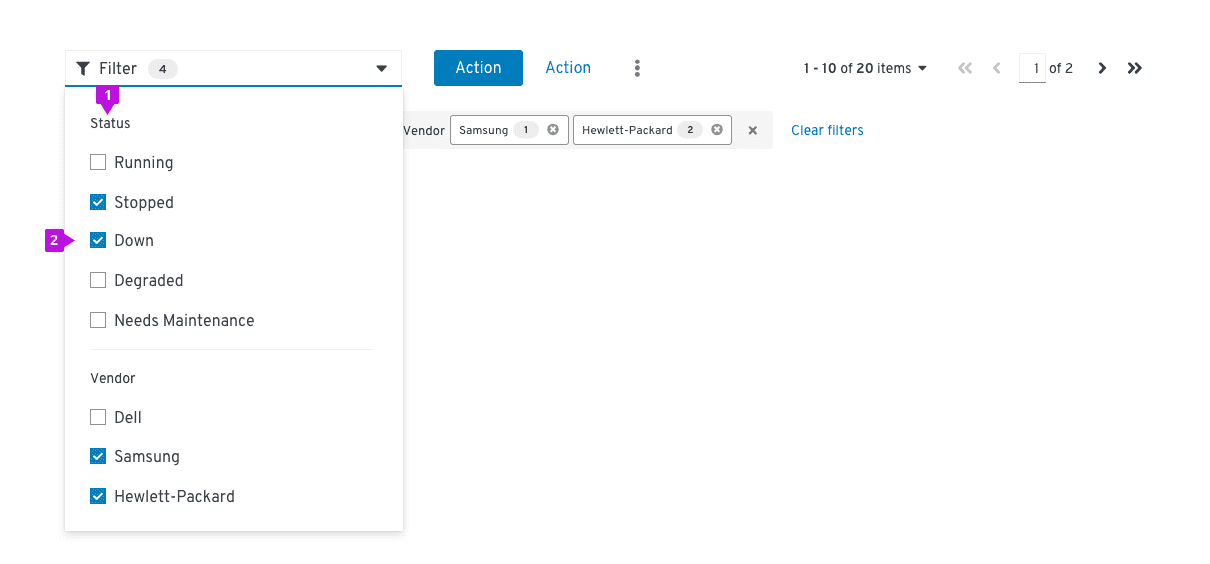 Filter 4
Action
Action
1 - 10 of 20 items
1 of 2
1
Status
Vendor
Samsung 1
Hewlett-Packard 2
Clear filters
Running
Stopped
2
Down
Degraded
Needs Maintenance
Vendor
Dell
Samsung
Hewlett-Packard